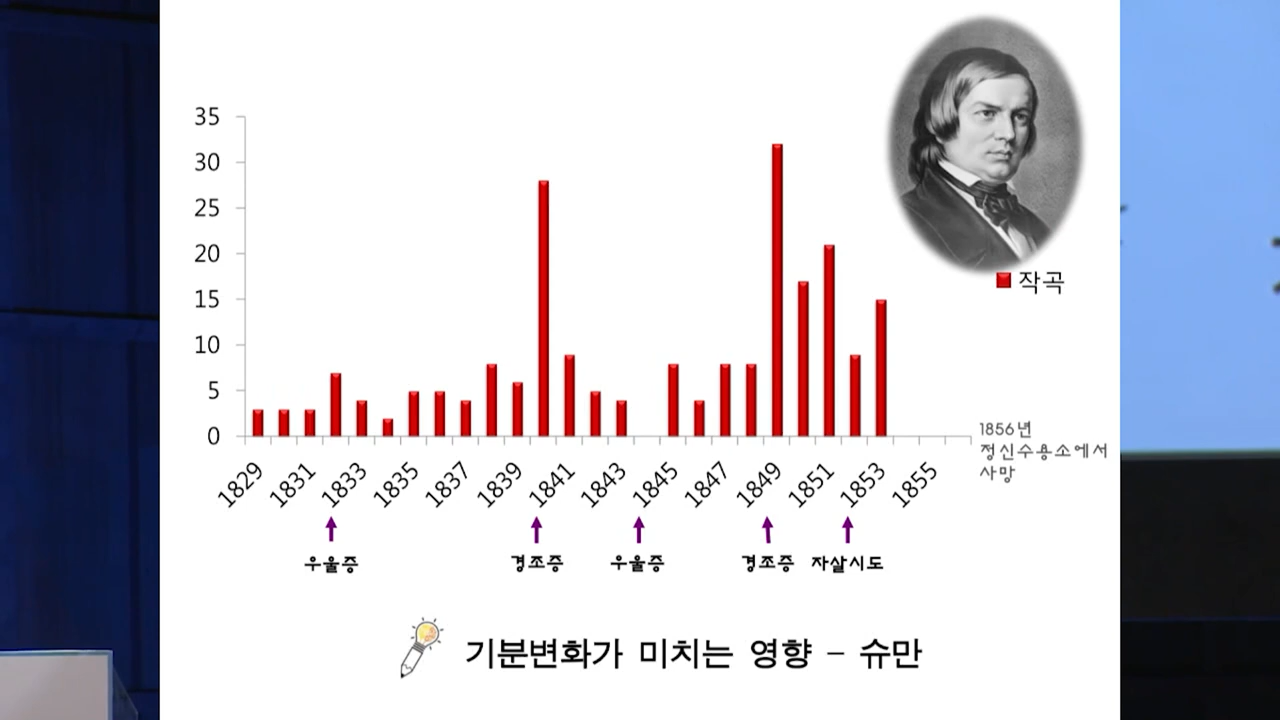 35
30
25
20
15
10
5
0
작곡
1829 1831 1833 1835 1837 1839 1841 1843 1845 1847 1849 1851 1853 1855
1856년
정신수용소에서
사망
우울증 경조증 우울증 경조증 자살시도
기분변화가 미치는 영향 – 슈만